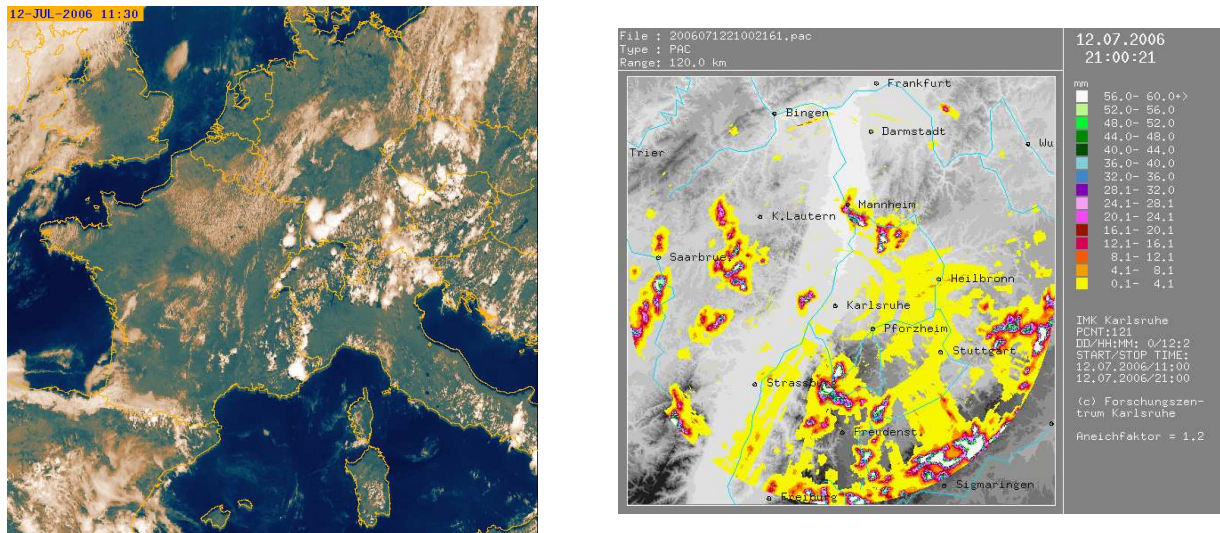 12-JUL-2006 11:30
File : 2006071221002161.pac
Type : PAC
Range: 120.0 km
12.07.2006
21:00:21
mm
56.0- 60.0+>
52.0- 56.0
48.0- 52.0
44.0- 48.0
40.0- 44.0
36.0- 40.0
32.0- 36.0
28.1- 32.0
24.1- 28.1
20.1- 24.1
16.1- 20.1
12.1- 16.1
8.1- 12.1
4.1- 8.1
0.1- 4.1
IMK Karlsruhe
PCNT:121
DD/HH:MM: 0/12:2
START/STOP TIME:
12.07.2006/11:00
12.07.2006/21:00
(c) Forschungszen-
trum Karlsruhe
Aneichfaktor = 1.2
Frankfurt
Bingen
Darmstadt
Wu
Trier
Mannheim
K.Lautern
Saarbrue.
Heilbronn
Karlsruhe
Pforzheim
Stuttgart
Strassburg
Freudenst.
Sigmaringen
Freiburg